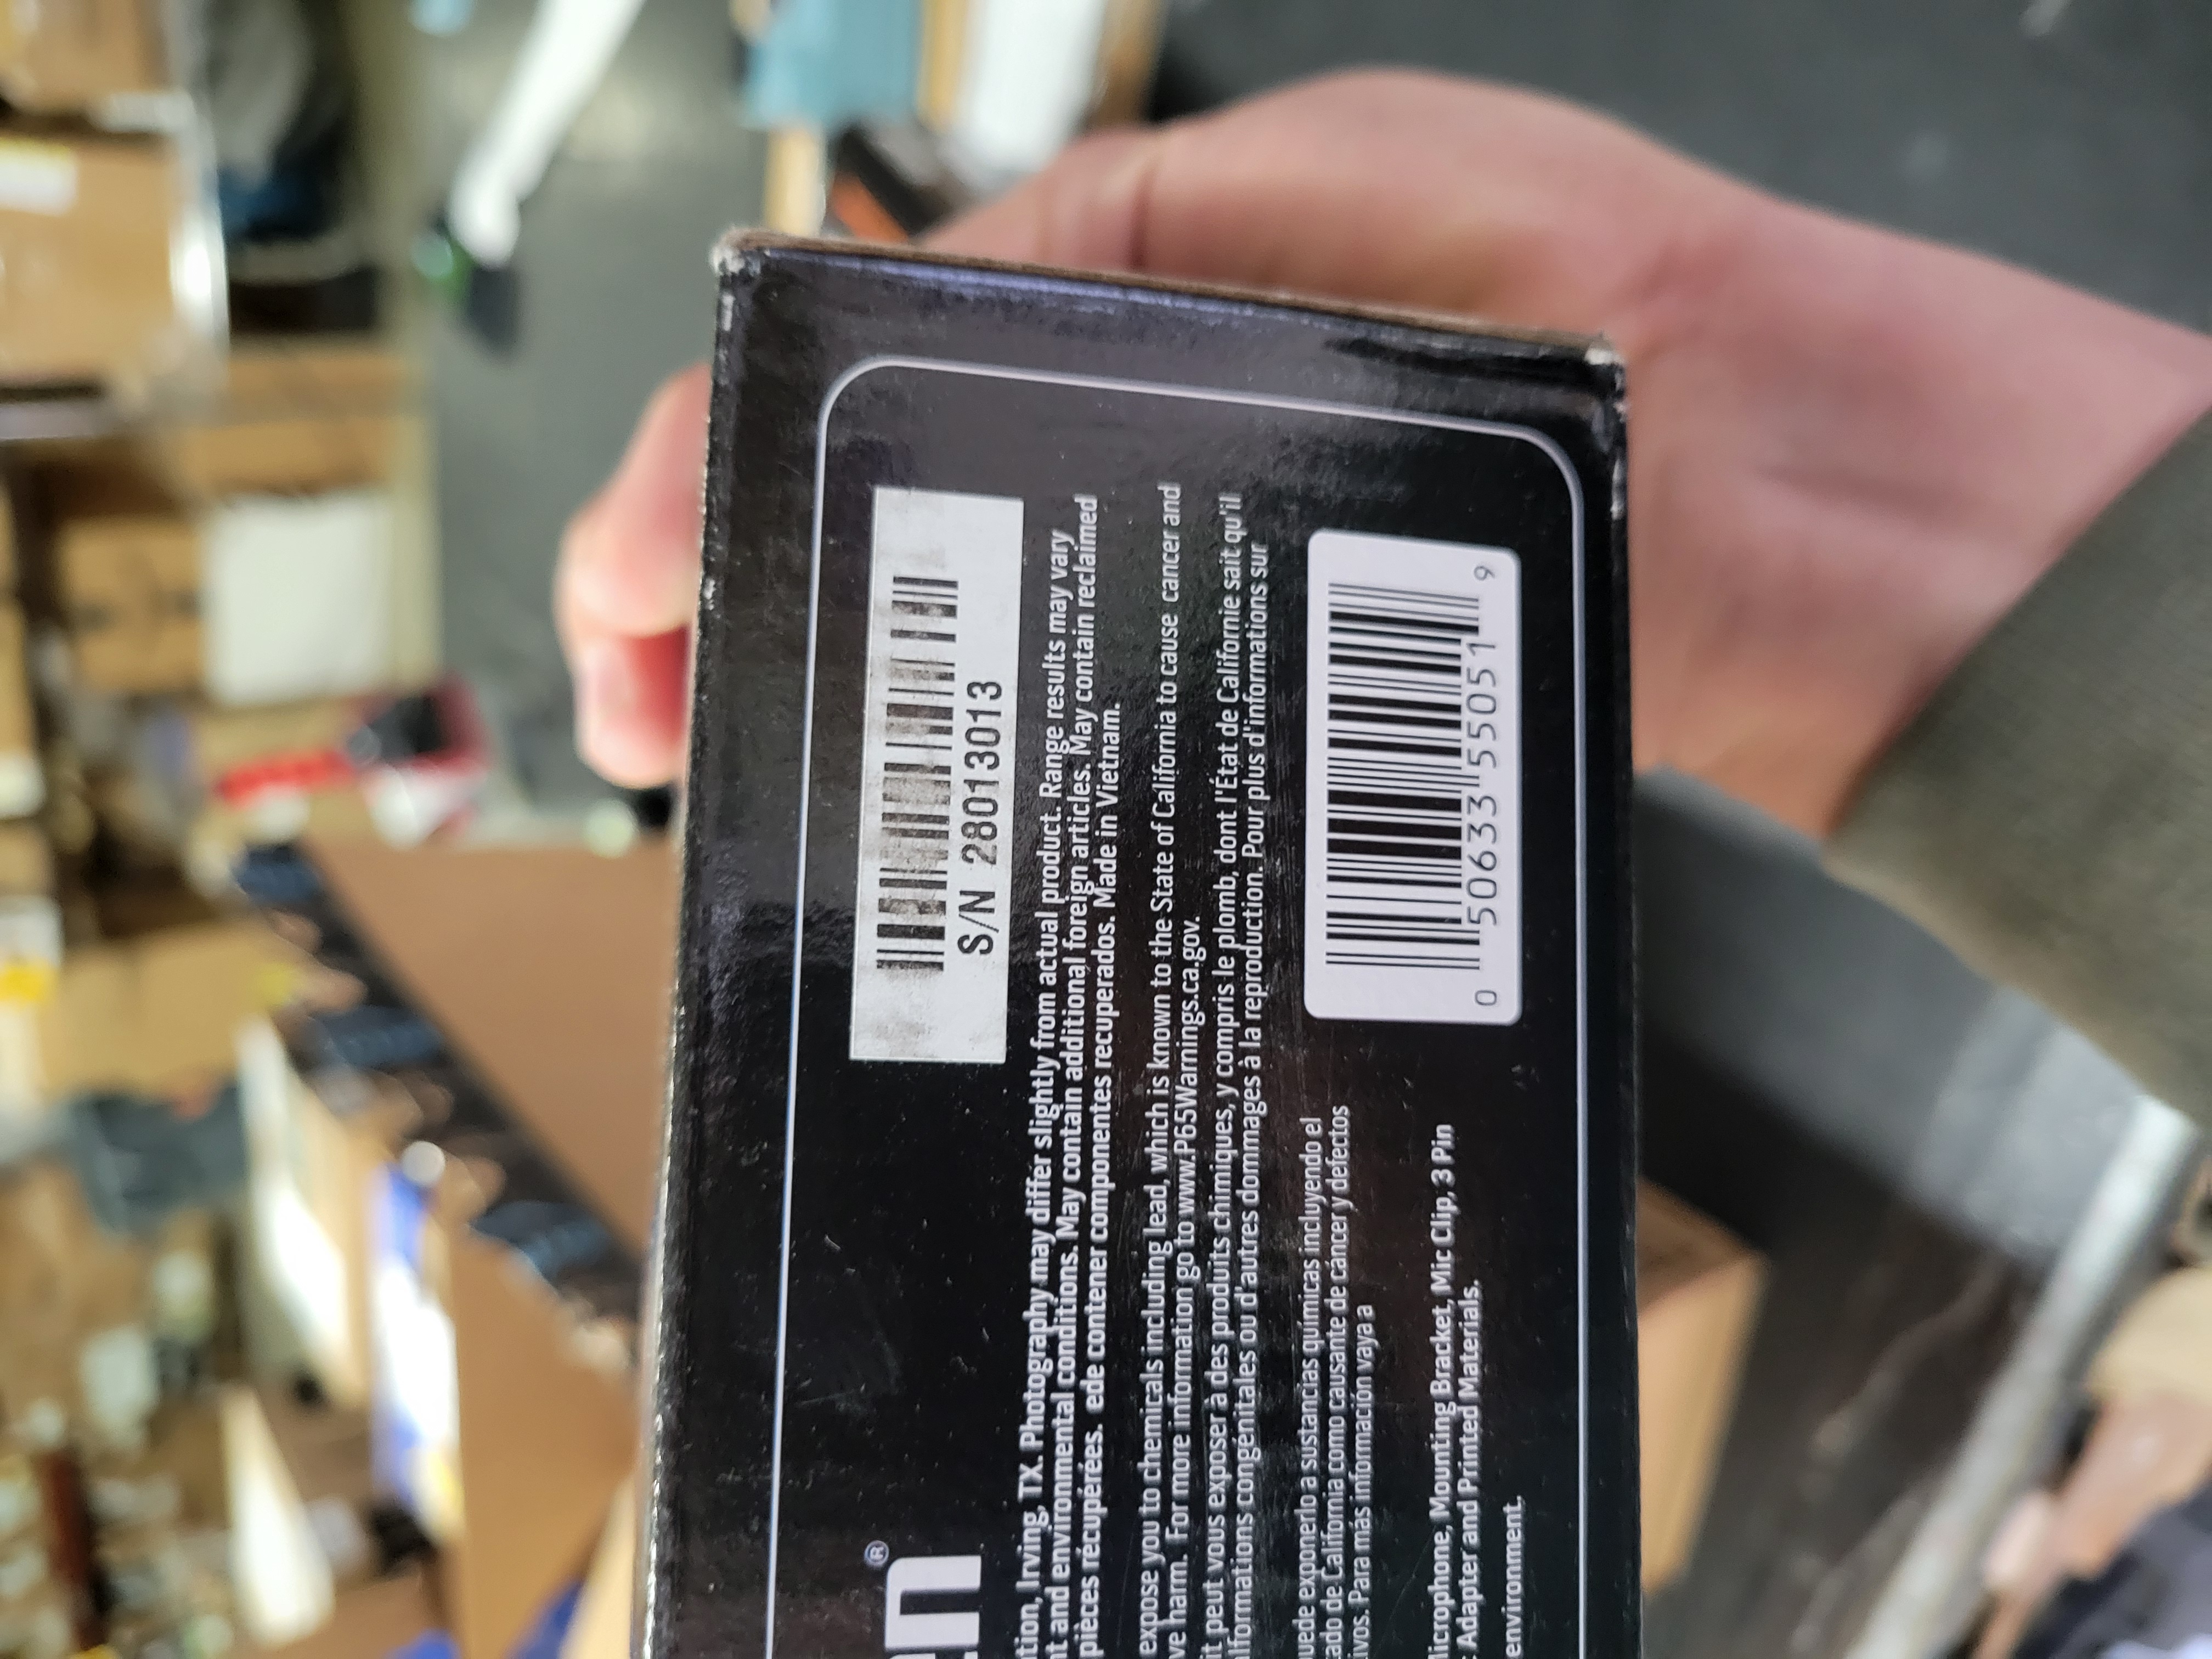 S/N 28013013
tion, Irving, TX. Photography may differ slightly from actual product. Range results may vary
and environmental conditions. May contain additional foreign articles. May contain reclaimed
pièces récupérées. ede contener componentes recuperados. Made in Vietnam.
expose you to chemicals including lead, which is known to the State of California to cause cancer and
ve harm. For more information go to www.P65Warnings.ca.gov.
it peut vous exposer à des produits chimiques, y compris le plomb, dont l'État de Californie sait qu'il
lformations congénitales ou d'autres dommages à la reproduction. Pour plus d'informations sur
uede exponerlo a sustancias químicas incluyendo el
ado de California como causante de cáncer y defectos
ivos. Para más información vaya a
0 50633 55051 9
en®
Microphone, Mounting Bracket, Mic Clip, 3 Pin
Adapter and Printed Materials.
environment.